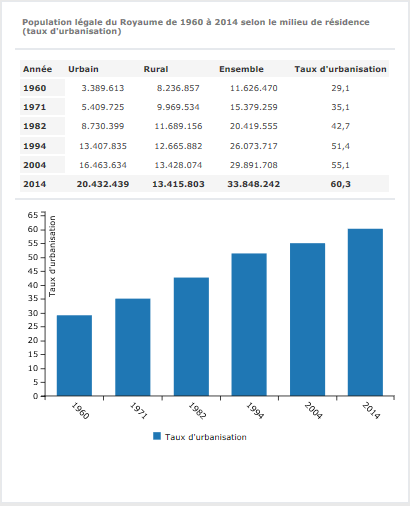 Population légale du Royaume de 1960 à 2014 selon le milieu de résidence
(taux d'urbanisation)
Année Urbain Rural Ensemble Taux d'urbanisation
1960 3.389.613 8.236.857 11.626.470 29,1
1971 5.409.725 9.969.534 15.379.259 35,1
1982 8.730.399 11.689.156 20.419.555 42,7
1994 13.407.835 12.665.882 26.073.717 51,4
2004 16.463.634 13.428.074 29.891.708 55,1
2014 20.432.439 13.415.803 33.848.242 60,3
Taux d'urbanisation
65
60
55
50
45
40
35
30
25
20
15
10
5
0
1960 1971 1982 1994 2004 2014
Taux d'urbanisation